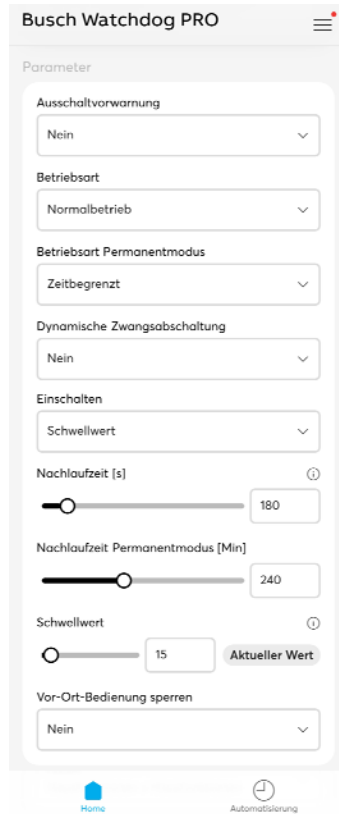 Busch Watchdog PRO
Parameter
Ausschaltvorwarnung
Nein
Betriebsart
Normalbetrieb
Betriebsart Permanentmodus
Zeitbegrenzt
Dynamische Zwangsabschaltung
Nein
Einschalten
Schwellwert
Nachlaufzeit [s]
180
Nachlaufzeit Permanentmodus [Min]
240
Schwellwert
15 Aktueller Wert
Vor-Ort-Bedienung sperren
Nein
Home Automatisierung